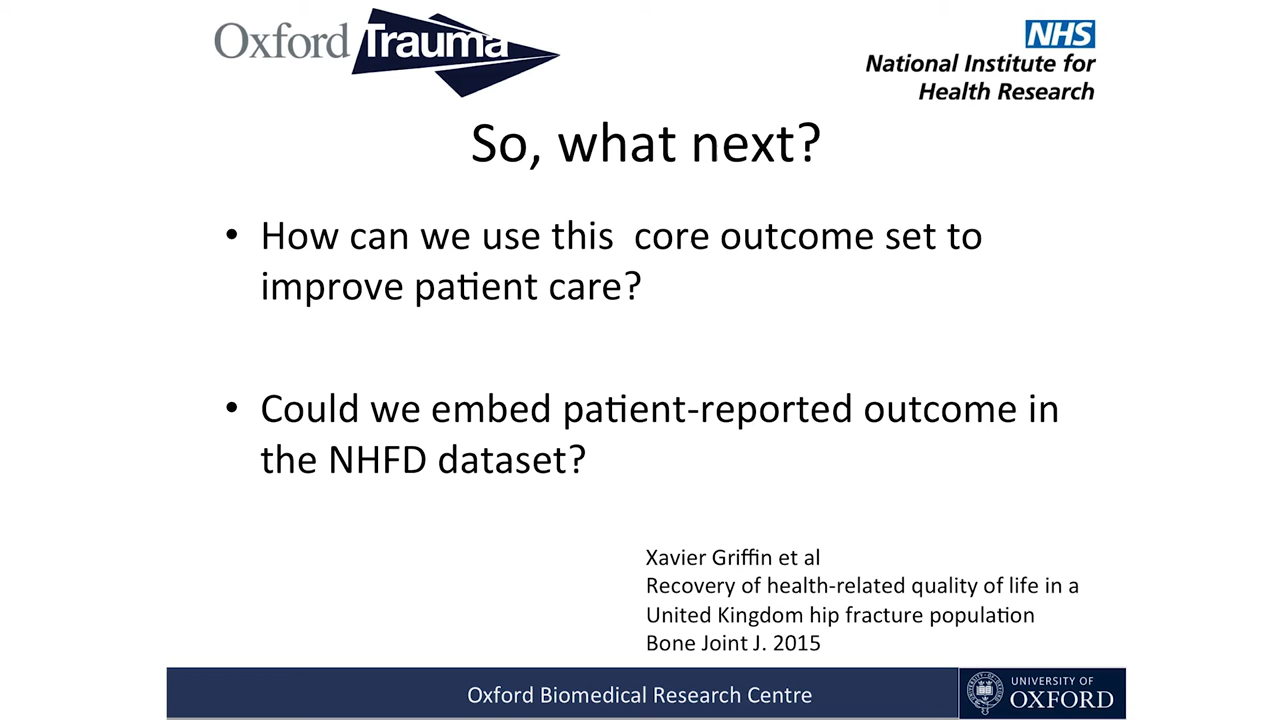 Oxford Trauma
NHS
National Institute for
Health Research
So, what next?
• How can we use this  core outcome set to
improve patient care?
• Could we embed patient-reported outcome in
the NHFD dataset?
Xavier Griffin et al
Recovery of health-related quality of life in a
United Kingdom hip fracture population
Bone Joint J. 2015
Oxford Biomedical Research Centre
UNIVERSITY OF
OXFORD